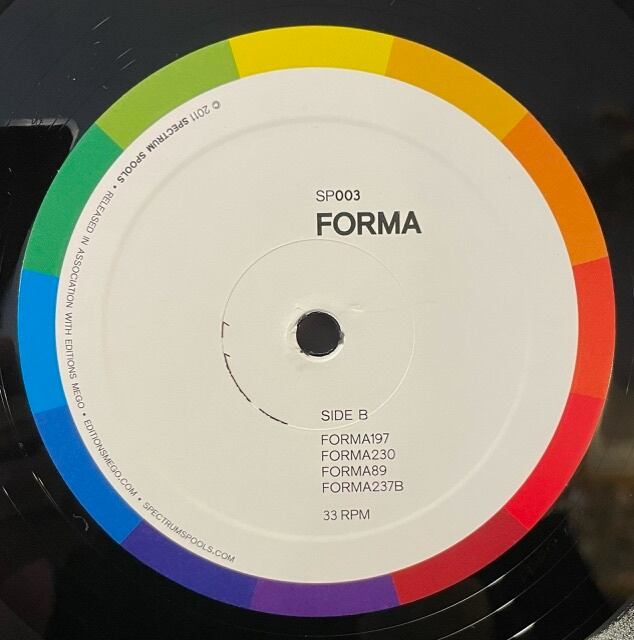 SP003
FORMA
SIDE B
FORMA197
FORMA230
FORMA89
FORMA237B
33 RPM
© 2011 SPECTRUM SPOOLS • RELEASED IN ASSOCIATION WITH EDITIONS MEGO • EDITIONSMEGO.COM • SPECTRUMSPOOLS.COM